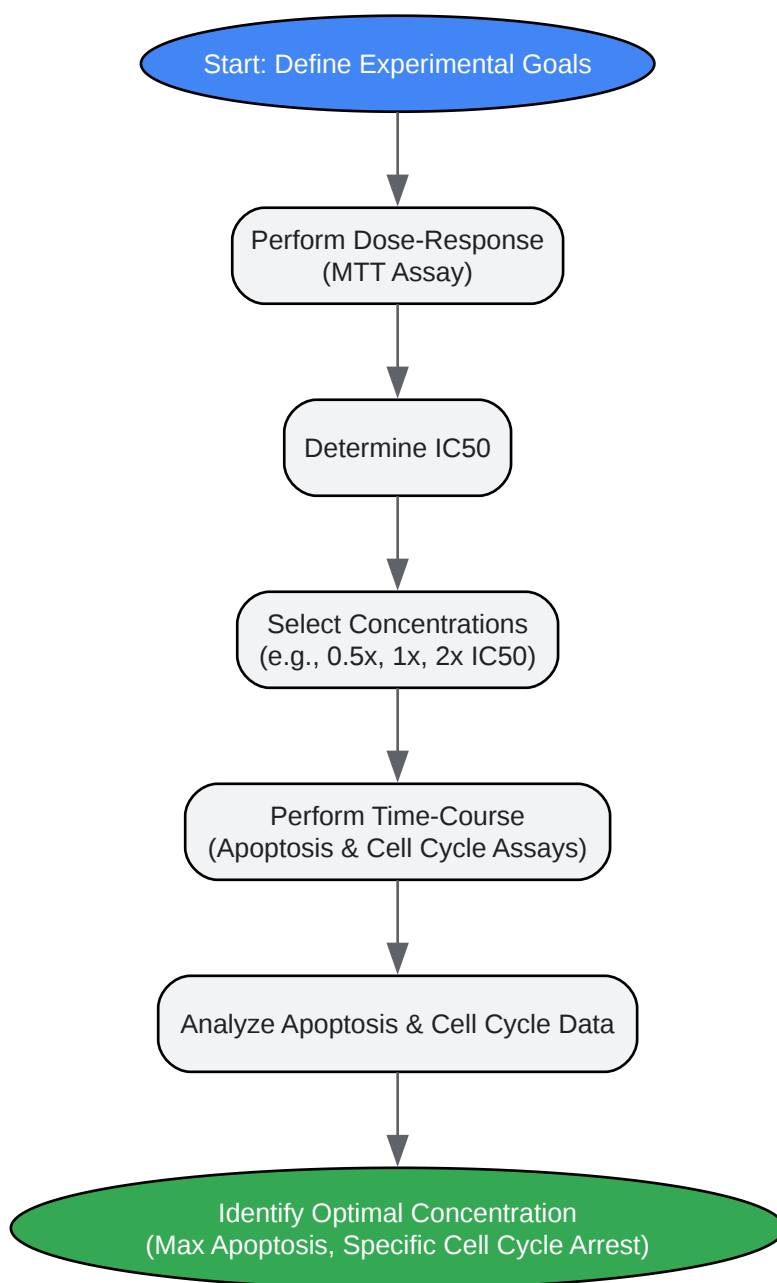 Start: Define Experimental Goals
Perform Dose-Response
(MTT Assay)
Determine IC50
Select Concentrations
(e.g., 0.5x, 1x, 2x IC50)
Perform Time-Course
(Apoptosis & Cell Cycle Assays)
Analyze Apoptosis & Cell Cycle Data
Identify Optimal Concentration
(Max Apoptosis, Specific Cell Cycle Arrest)